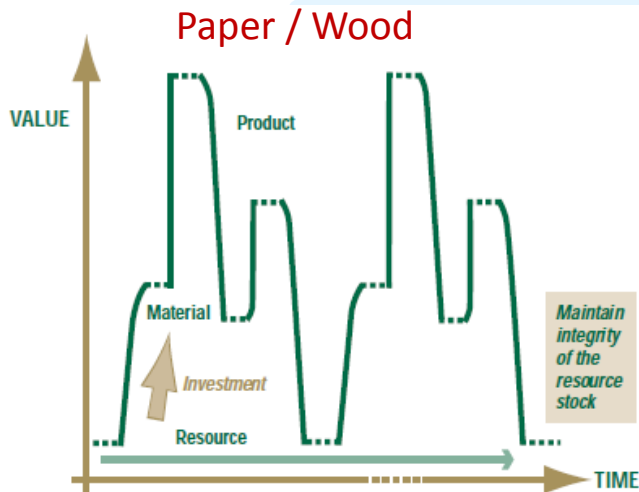 Paper / Wood
VALUE
Product
Material
Investment
Resource
Maintain
integrity
of the
resource
stock
TIME